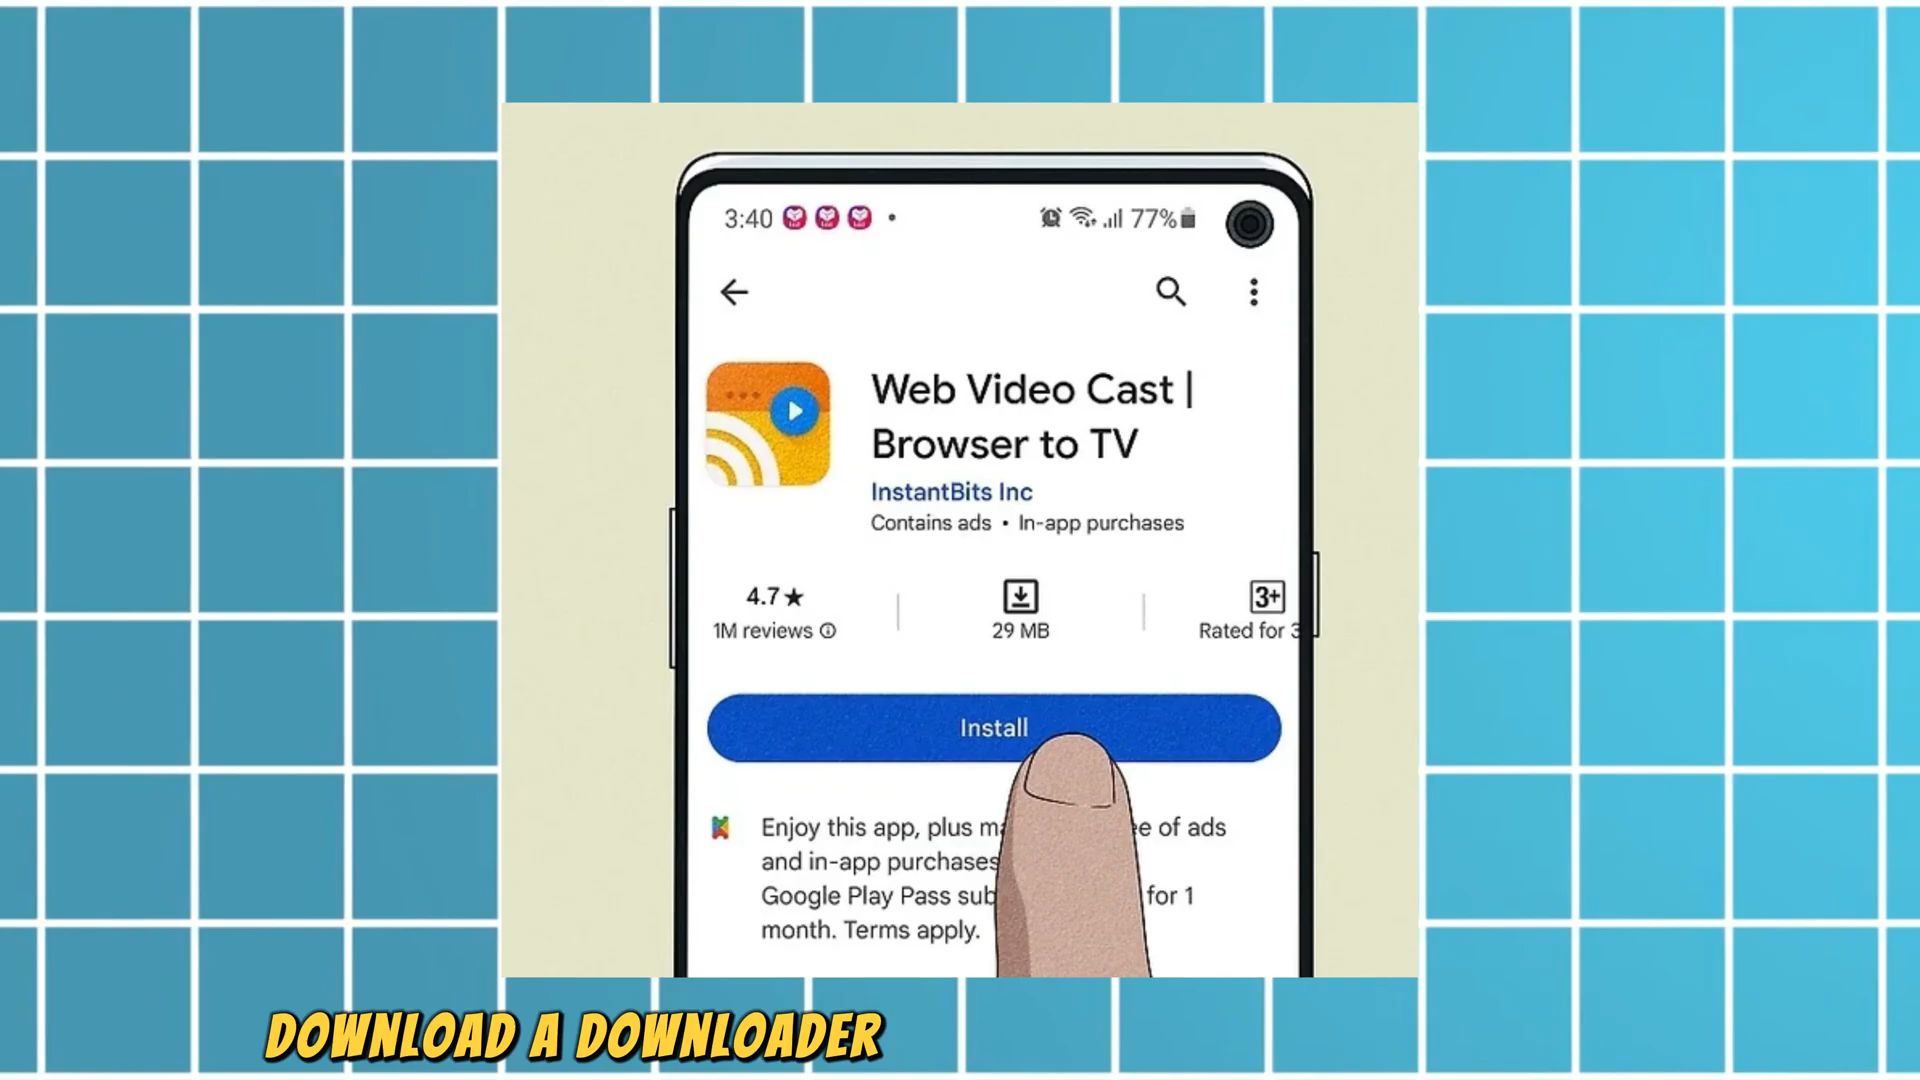 3:40
77%
Web Video Cast |
Browser to TV
InstantBits Inc
Contains ads • In-app purchases
4.7★
1M reviews
29 MB
3+
Rated for 3
Install
Enjoy this app, plus of ads
and in-app purchases
Google Play Pass for 1
month. Terms apply.
DOWNLOAD A DOWNLOADER